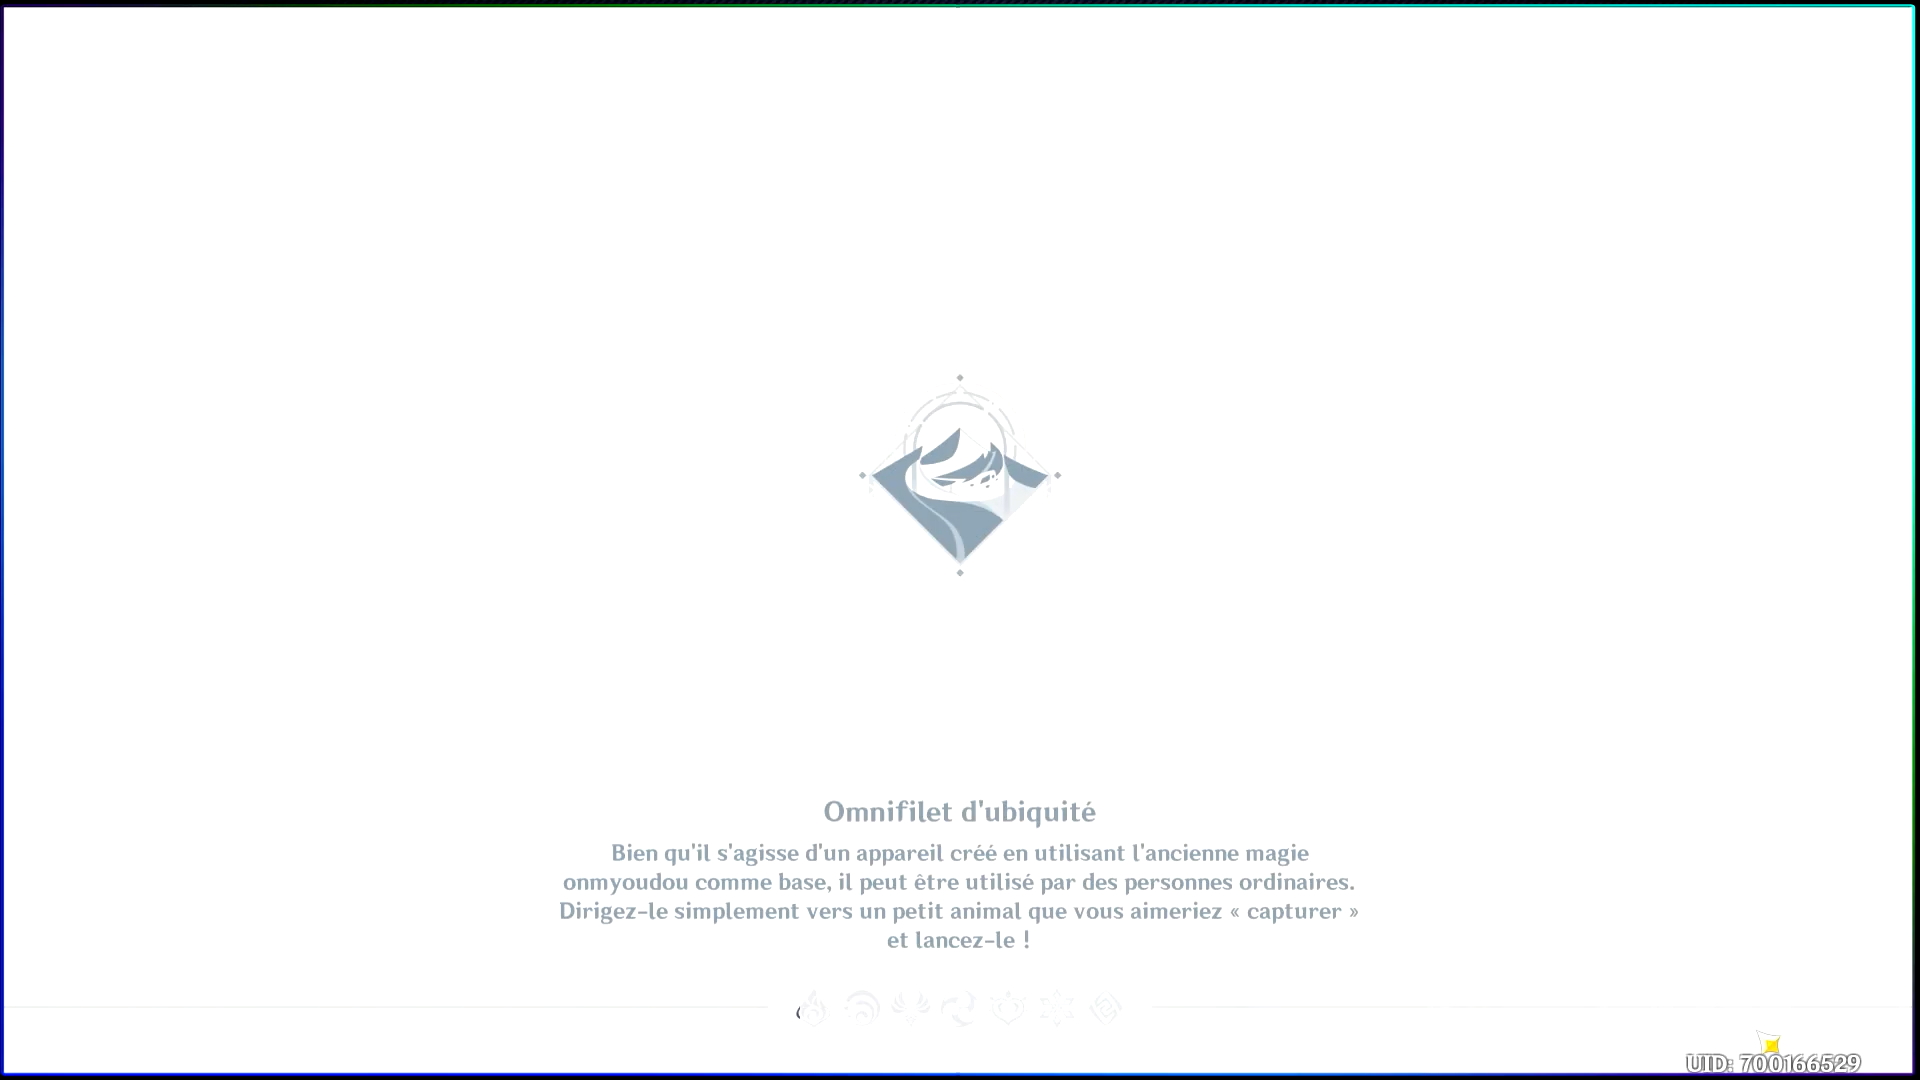 Omnifilet d'ubiquité
Bien qu'il s'agisse d'un appareil créé en utilisant l'ancienne magie
onmyoudou comme base, il peut être utilisé par des personnes ordinaires.
Dirigez-le simplement vers un petit animal que vous aimeriez « capturer »
et lancez-le !
UID: 700166529